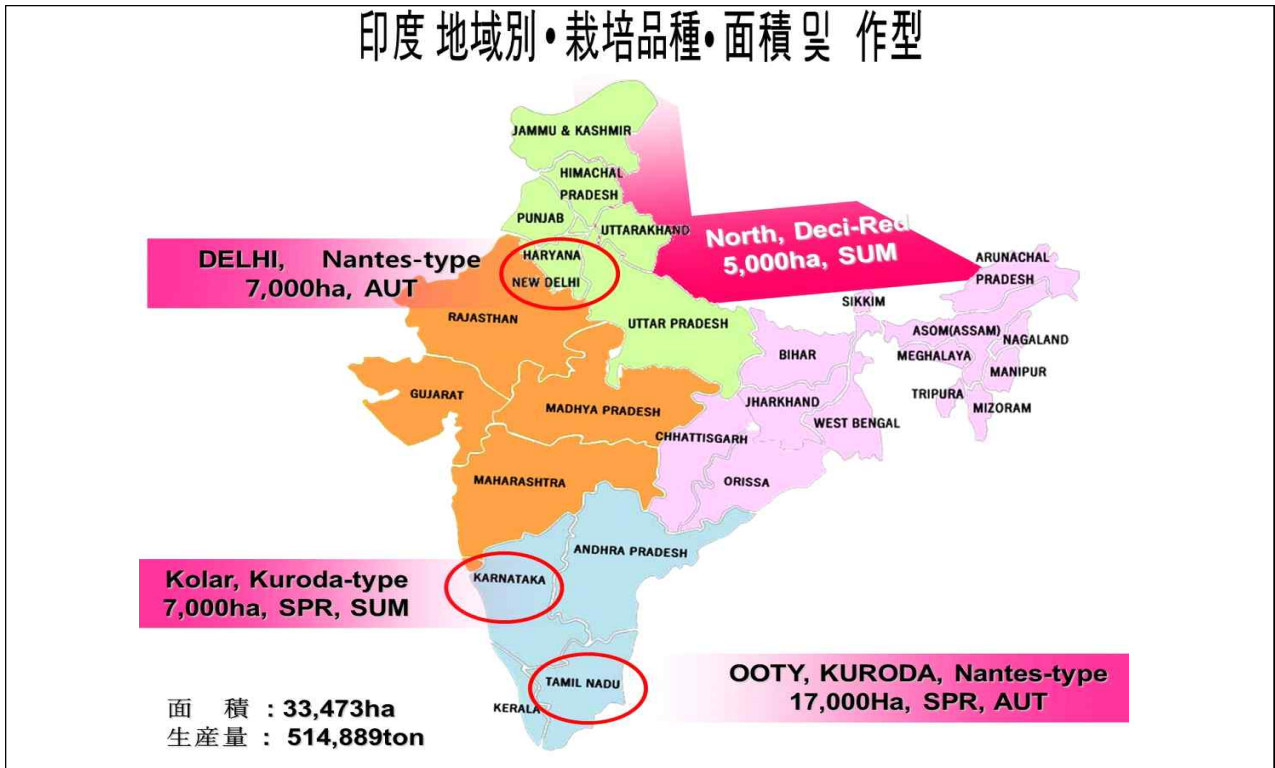 印度 地域別•栽培品種•面積 및 作型
JAMMU & KASHMIR
HIMACHAL
PRADESH
PUNJAB
UTTARAKHAND
North, Deci-Red
5,000ha, SUM
DELHI, Nantes-type
7,000ha, AUT
HARYANA
NEW DELHI
ARUNACHAL
PRADESH
SIKKIM
RAJASTHAN
UTTAR PRADESH
BIHAR
ASOM(ASSAM)
NAGALAND
MEGHALAYA
MANIPUR
TRIPURA
MIZORAM
GUJARAT
MADHYA PRADESH
JHARKHAND
WEST BENGAL
CHHATTISGARH
MAHARASHTRA
ORISSA
ANDHRA PRADESH
Kolar, Kuroda-type
7,000ha, SPR, SUM
KARNATAKA
OOTY, KURODA, Nantes-type
17,000Ha, SPR, AUT
TAMIL NADU
KERALA
面 積 : 33,473ha
生産量 : 514,889ton